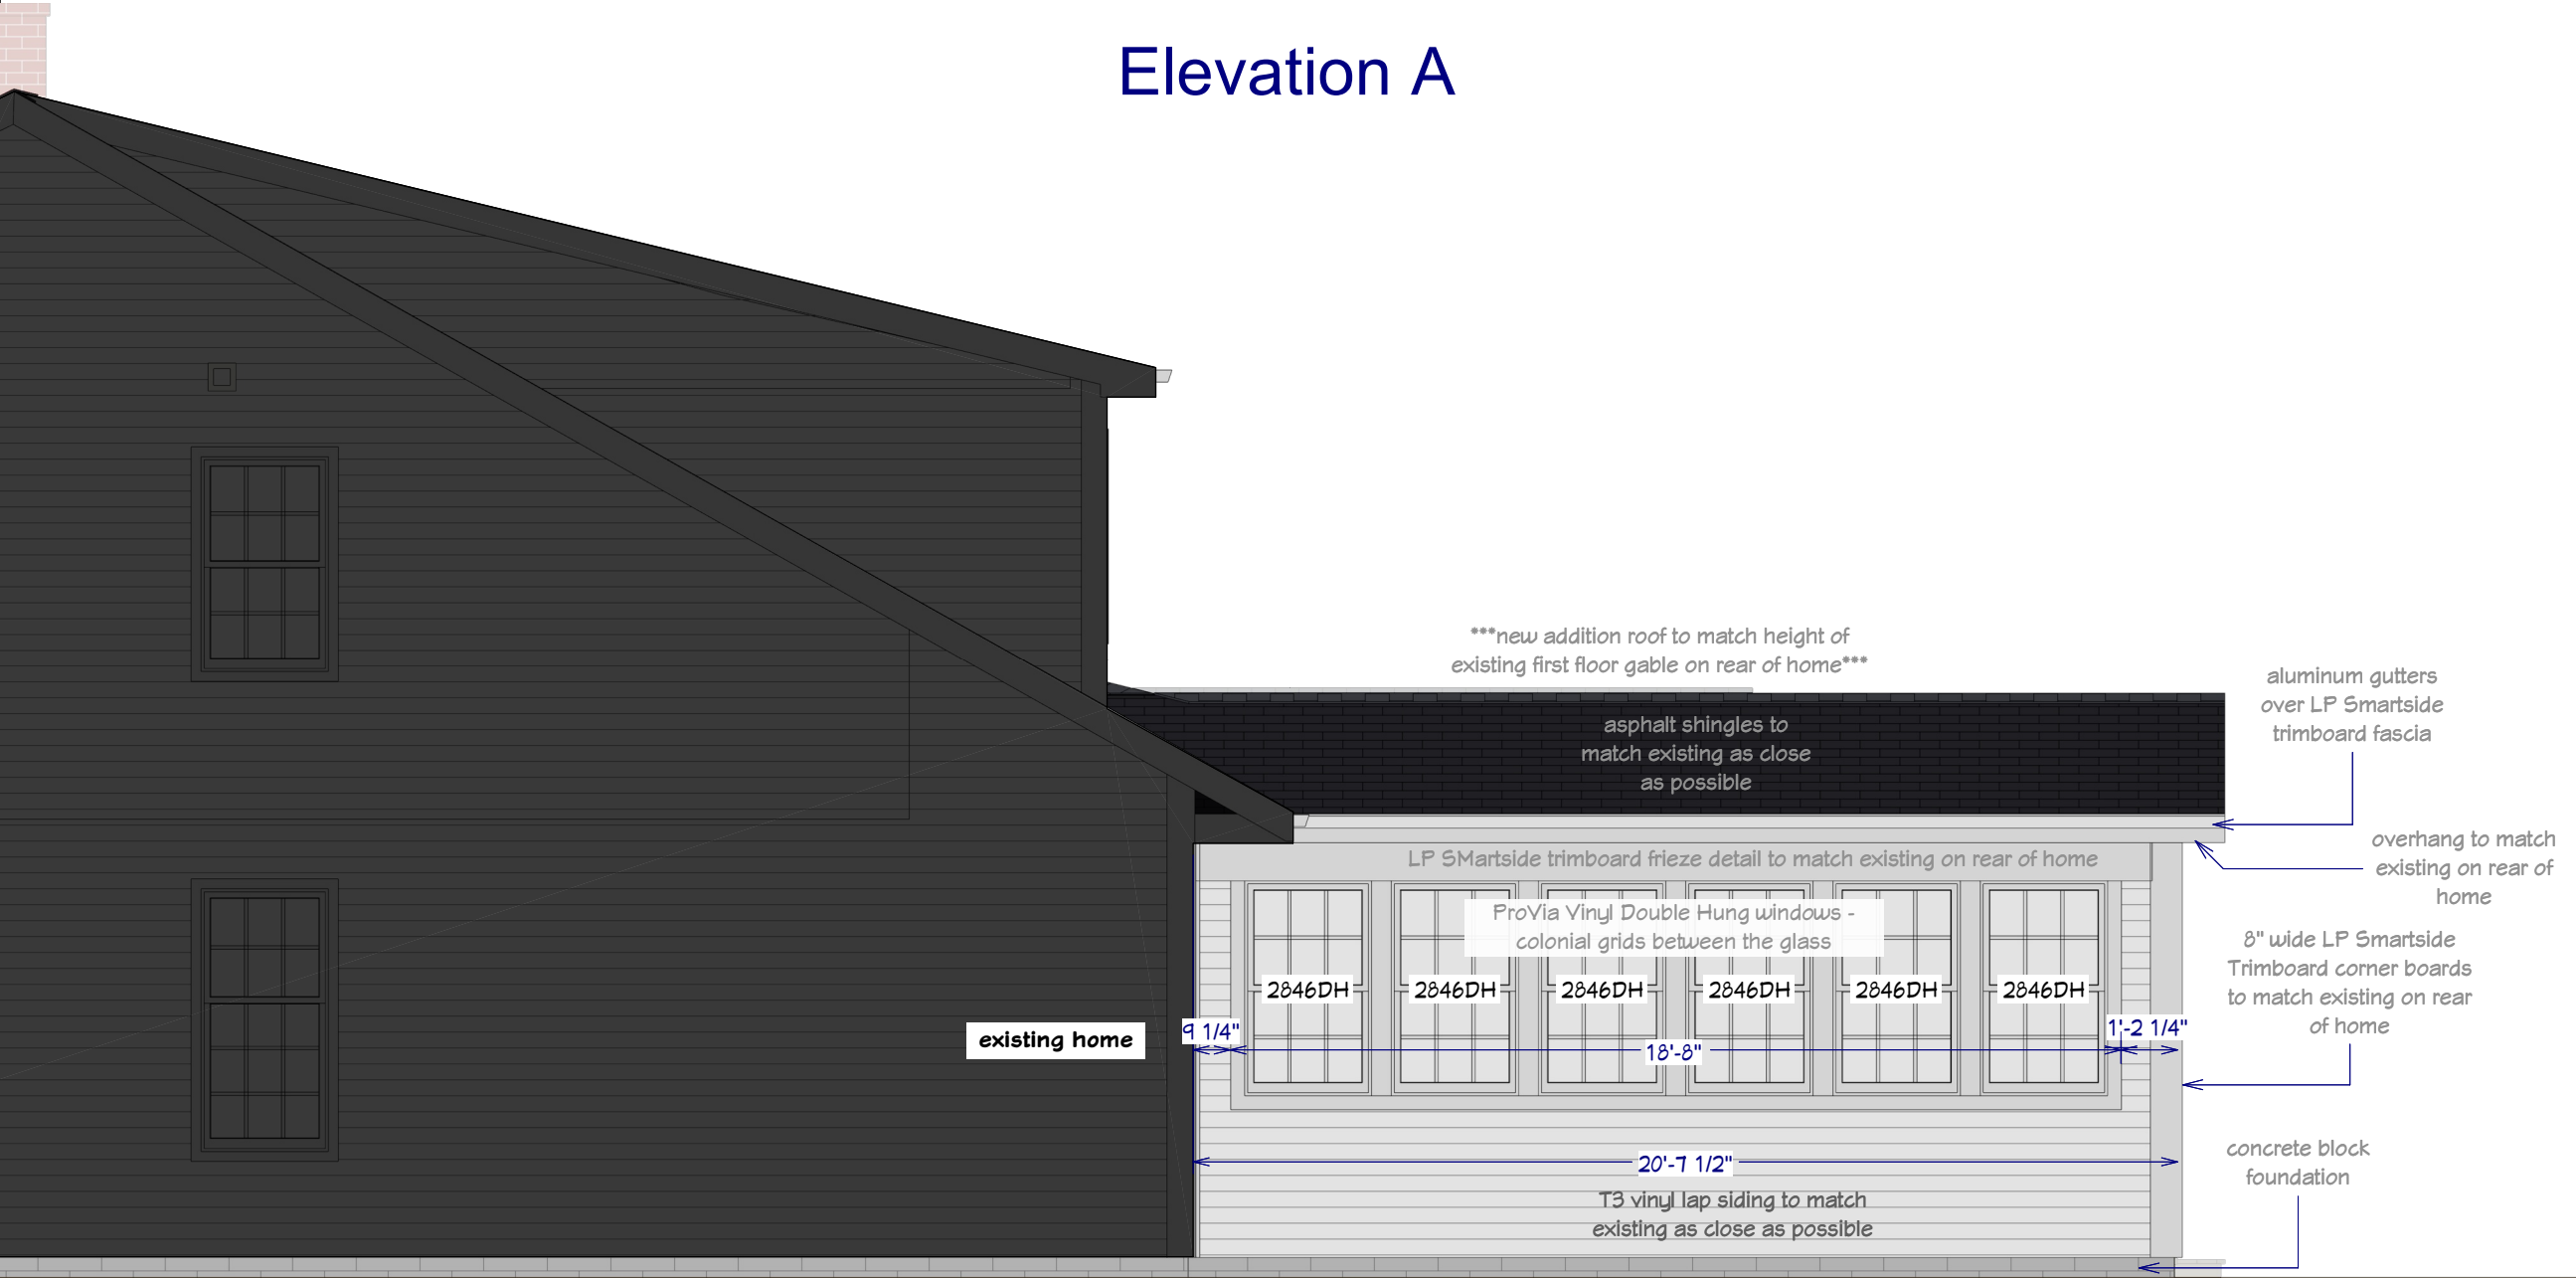 Elevation A
***new addition roof to match height of
existing first floor gable on rear of home***
aluminum gutters
over LP Smartside
trimboard fascia
asphalt shingles to
match existing as close
as possible
overhang to match
existing on rear of
home
LP SMartside trimboard frieze detail to match existing on rear of home
ProVia Vinyl Double Hung windows -
colonial grids between the glass
8" wide LP Smartside
Trimboard corner boards
to match existing on rear
of home
2846DH 2846DH 2846DH 2846DH 2846DH 2846DH
existing home
9 1/4"
18'-8"
1'-2 1/4"
20'-7 1/2"
T3 vinyl lap siding to match
existing as close as possible
concrete block
foundation